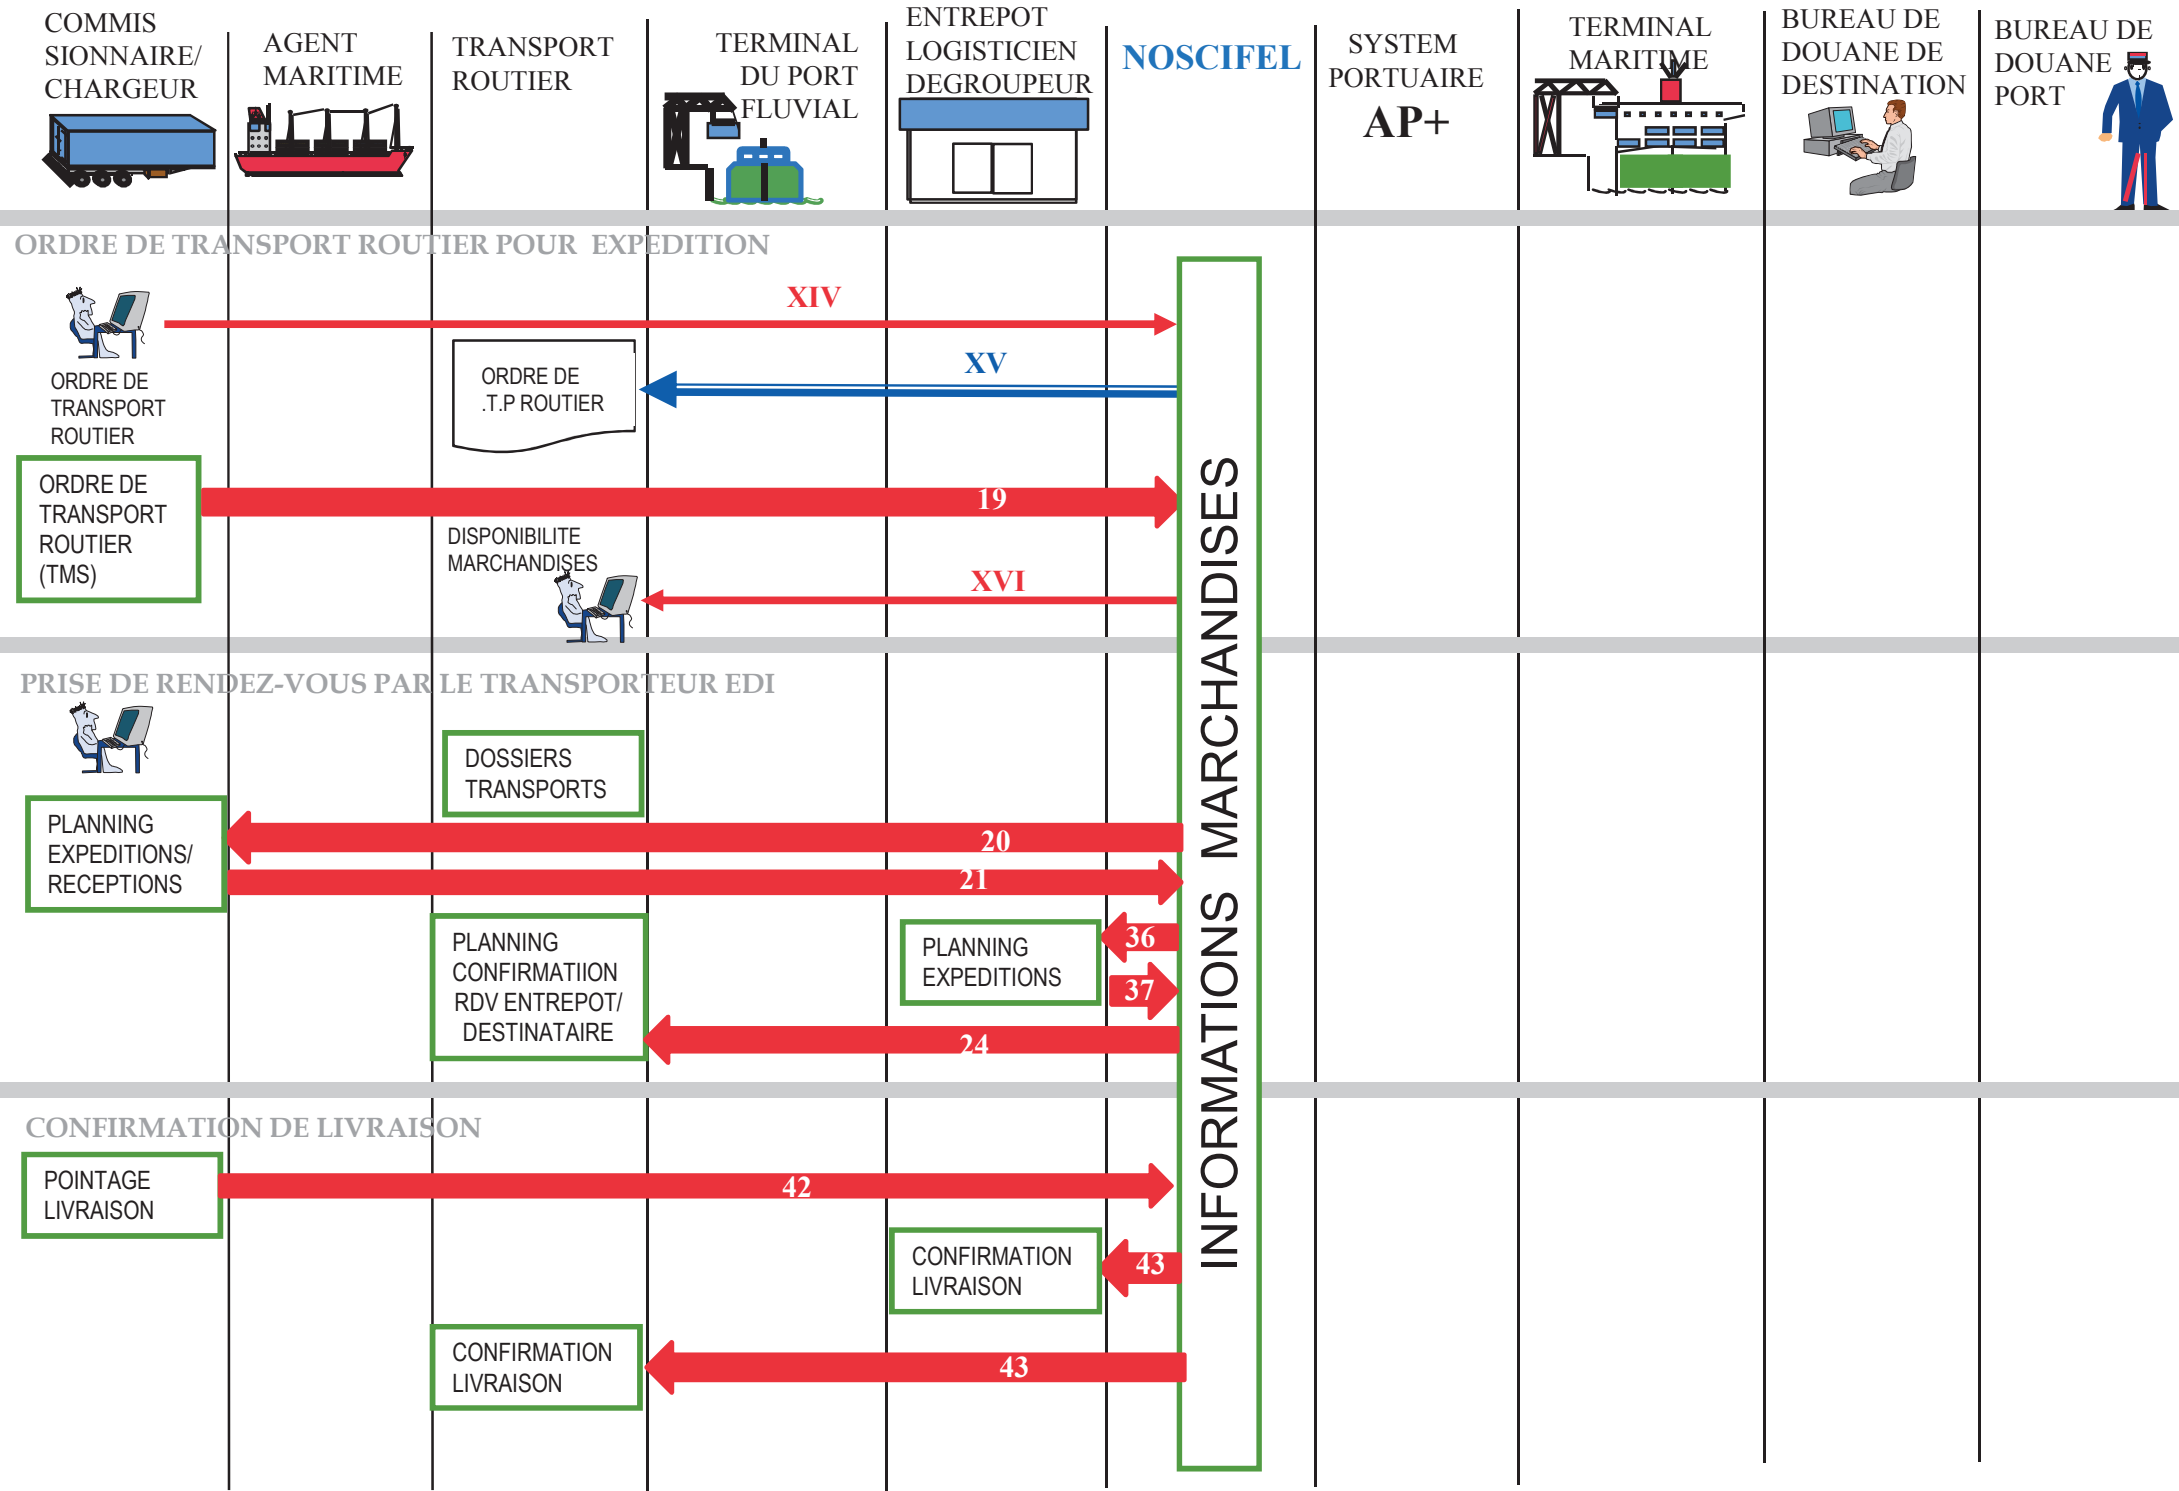 COMMIS
SIONNAIRE/
CHARGEUR
AGENT
MARITIME
TRANSPORT
ROUTIER
TERMINAL
DU PORT
FLUVIAL
ENTREPOT
LOGISTICIEN
DEGROUPEUR
NOSCIFEL
SYSTEM
PORTUAIRE
AP+
TERMINAL
MARITIME
BUREAU DE
DOUANE DE
DESTINATION
BUREAU DE
DOUANE
PORT
ORDRE DE TRANSPORT ROUTIER POUR EXPEDITION
XIV
ORDRE DE
TRANSPORT
ROUTIER
ORDRE DE
.T.P ROUTIER
XV
ORDRE DE
TRANSPORT
ROUTIER
(TMS)
19
DISPONIBILITE
MARCHANDISES
XVI
INFORMATIONS MARCHANDISES
PRISE DE RENDEZ-VOUS PAR LE TRANSPORTEUR EDI
DOSSIERS
TRANSPORTS
PLANNING
EXPEDITIONS/
RECEPTIONS
20
21
PLANNING
CONFIRMATIION
RDV ENTREPOT/
DESTINATAIRE
PLANNING
EXPEDITIONS
36
37
24
CONFIRMATION DE LIVRAISON
POINTAGE
LIVRAISON
42
CONFIRMATION
LIVRAISON
43
CONFIRMATION
LIVRAISON
43